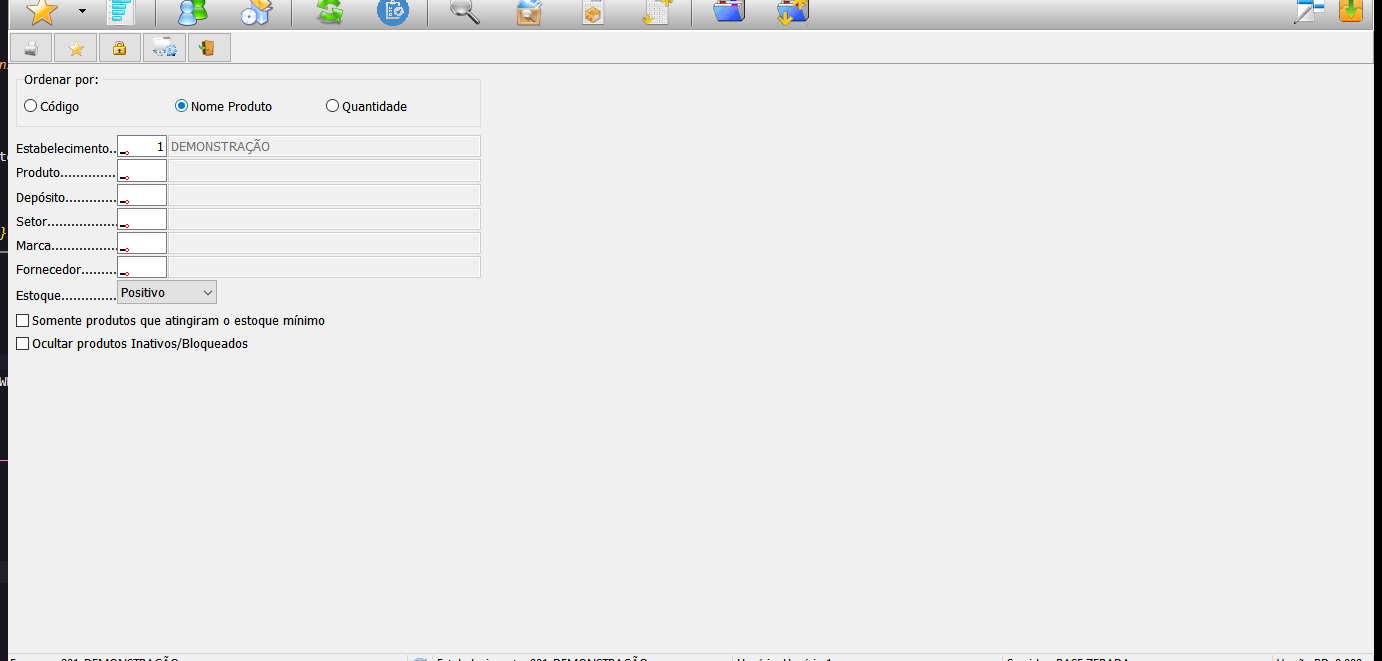 Ordenar por:
Código Nome Produto Quantidade
Estabelecimento.. 1 DEMONSTRAÇÃO
Produto..............
Depósito.............
Setor..................
Marca.................
Fornecedor.........
Estoque.............. Positivo
Somente produtos que atingiram o estoque mínimo
Ocultar produtos Inativos/Bloqueados